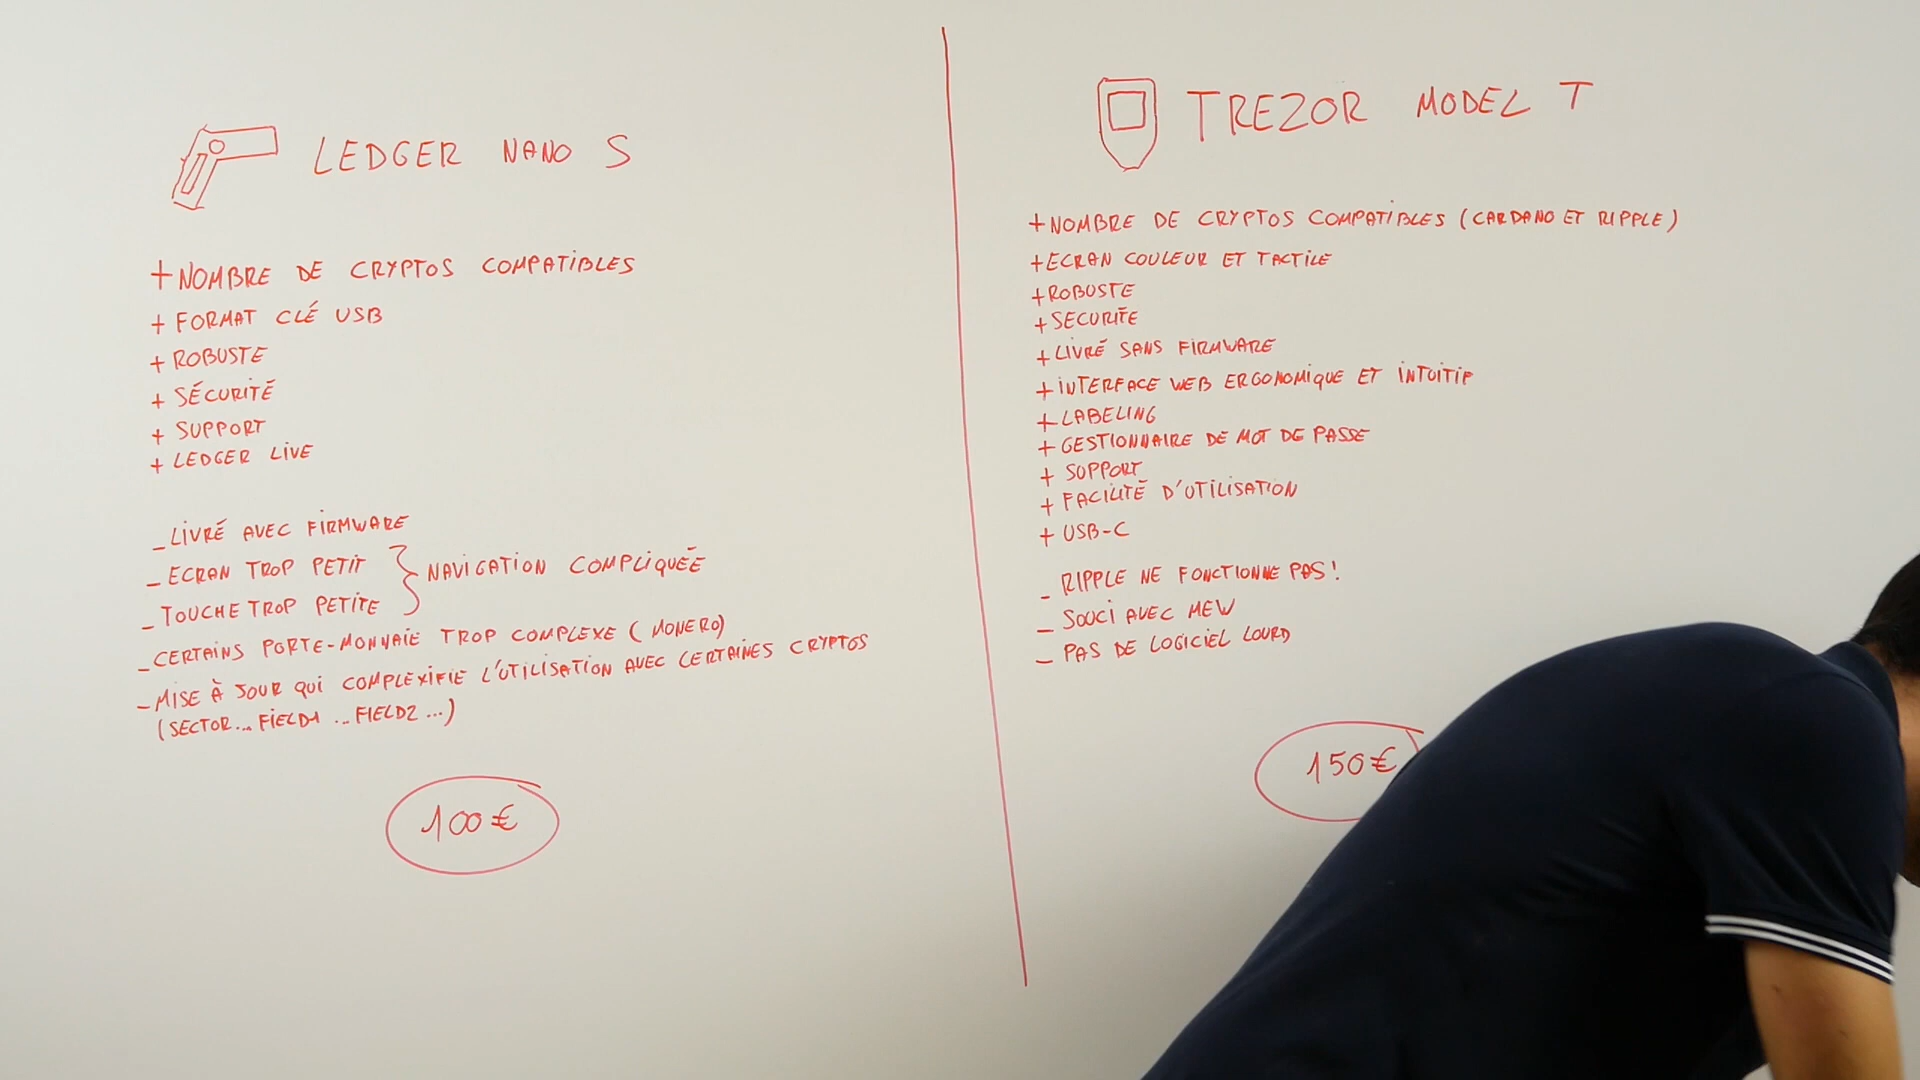 LEDGER NANO S
+ NOMBRE DE CRYPTOS COMPATIBLES
+ FORMAT CLÉ USB
+ ROBUSTE
+ SÉCURITÉ
+ SUPPORT
+ LEDGER LIVE
- LIVRÉ AVEC FIRMWARE
- ECRAN TROP PETIT
- TOUCHE TROP PETITE
NAVIGATION COMPLIQUÉE
- CERTAINS PORTE-MONNAIE TROP COMPLEXE (MONERO)
- MISE À JOUR QUI COMPLEXIFIE L'UTILISATION AVEC CERTAINES CRYPTOS
(SECTOR... FIELD1 ... FIELD2 ...)
100€
TREZOR MODEL T
+ NOMBRE DE CRYPTOS COMPATIBLES (CARDANO ET RIPPLE)
+ ECRAN COULEUR ET TACTILE
+ ROBUSTE
+ SECURITÉ
+ LIVRÉ SANS FIRMWARE
+ INTERFACE WEB ERGONOMIQUE ET INTUITIF
+ LABELING
+ GESTIONNAIRE DE MOT DE PASSE
+ SUPPORT
+ FACILITÉ D'UTILISATION
+ USB-C
- RIPPLE NE FONCTIONNE PAS!
- SOUCI AVEC MEW
- PAS DE LOGICIEL LOURD
150€